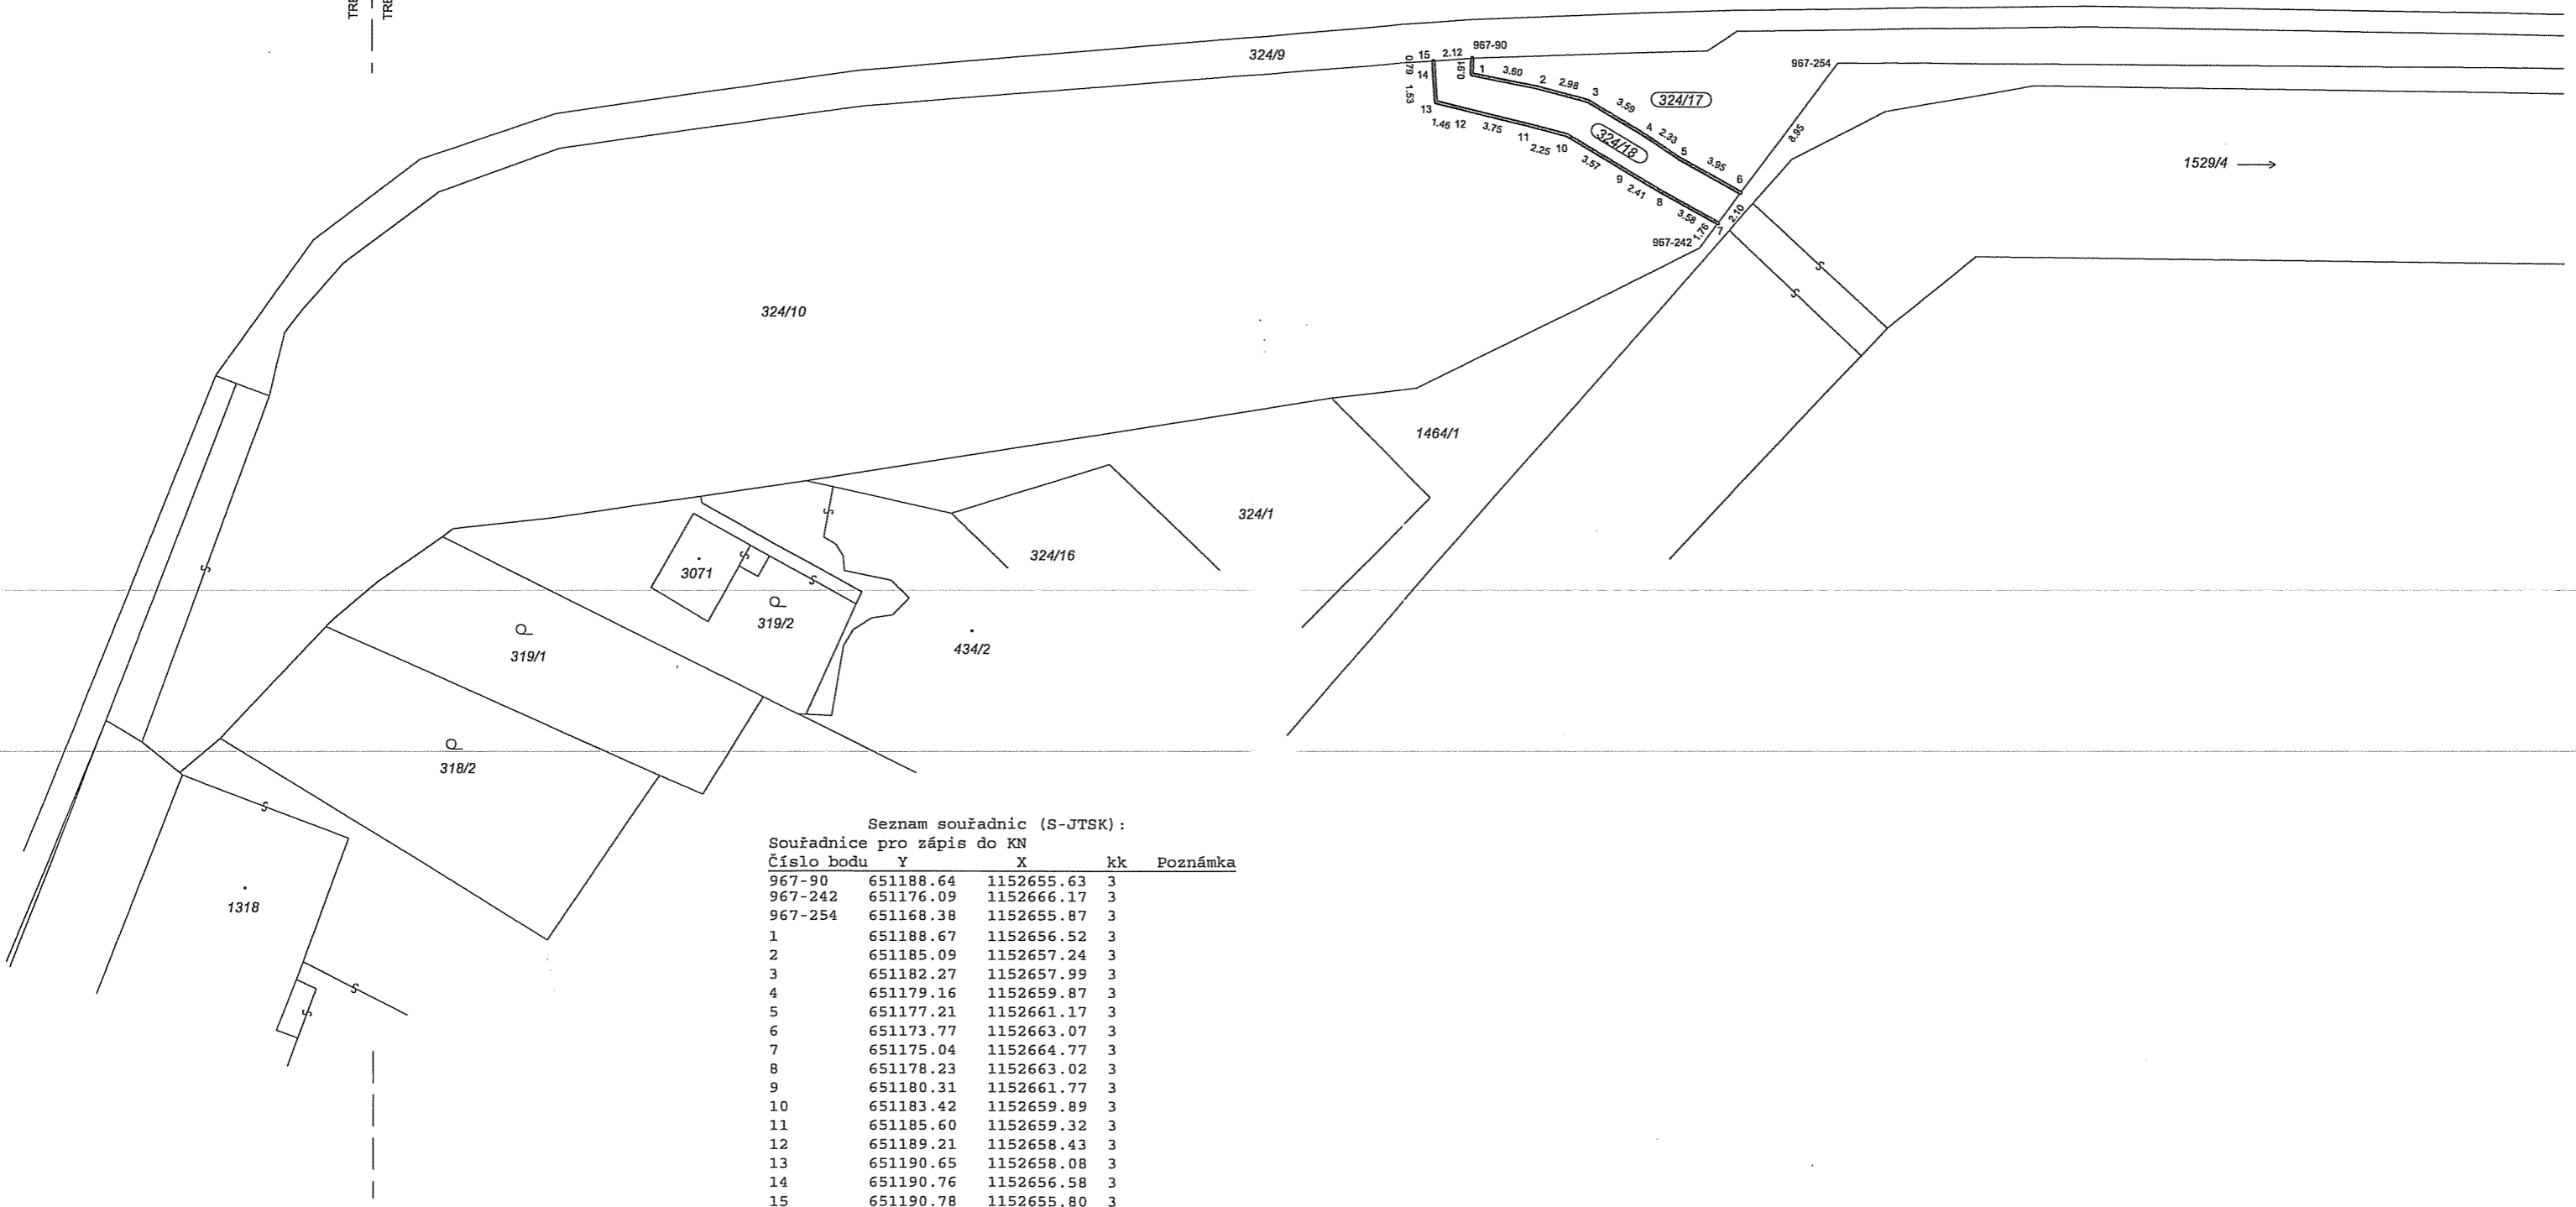 324/9
15 2.12 967-90
0.79
14
1.53
13
0.91
1 3.60 2 2.98 3
3.59
4
2.33
5
3.95
6
324/17
324/18
967-254
8.95
1529/4
1.46 12 3.75 11
2.25 10
3.57
9
2.41
8
3.58
7
2.10
1.76
967-242
324/10
1464/1
324/1
324/16
3071
319/2
319/1
434/2
318/2
1318
Seznam souřadnic (S-JTSK):
Souřadnice pro zápis do KN
Číslo bodu Y X kk Poznámka
967-90 651188.64 1152655.63 3
967-242 651176.09 1152666.17 3
967-254 651168.38 1152655.87 3
1 651188.67 1152656.52 3
2 651185.09 1152657.24 3
3 651182.27 1152657.99 3
4 651179.16 1152659.87 3
5 651177.21 1152661.17 3
6 651173.77 1152663.07 3
7 651175.04 1152664.77 3
8 651178.23 1152663.02 3
9 651180.31 1152661.77 3
10 651183.42 1152659.89 3
11 651185.60 1152659.32 3
12 651189.21 1152658.43 3
13 651190.65 1152658.08 3
14 651190.76 1152656.58 3
15 651190.78 1152655.80 3